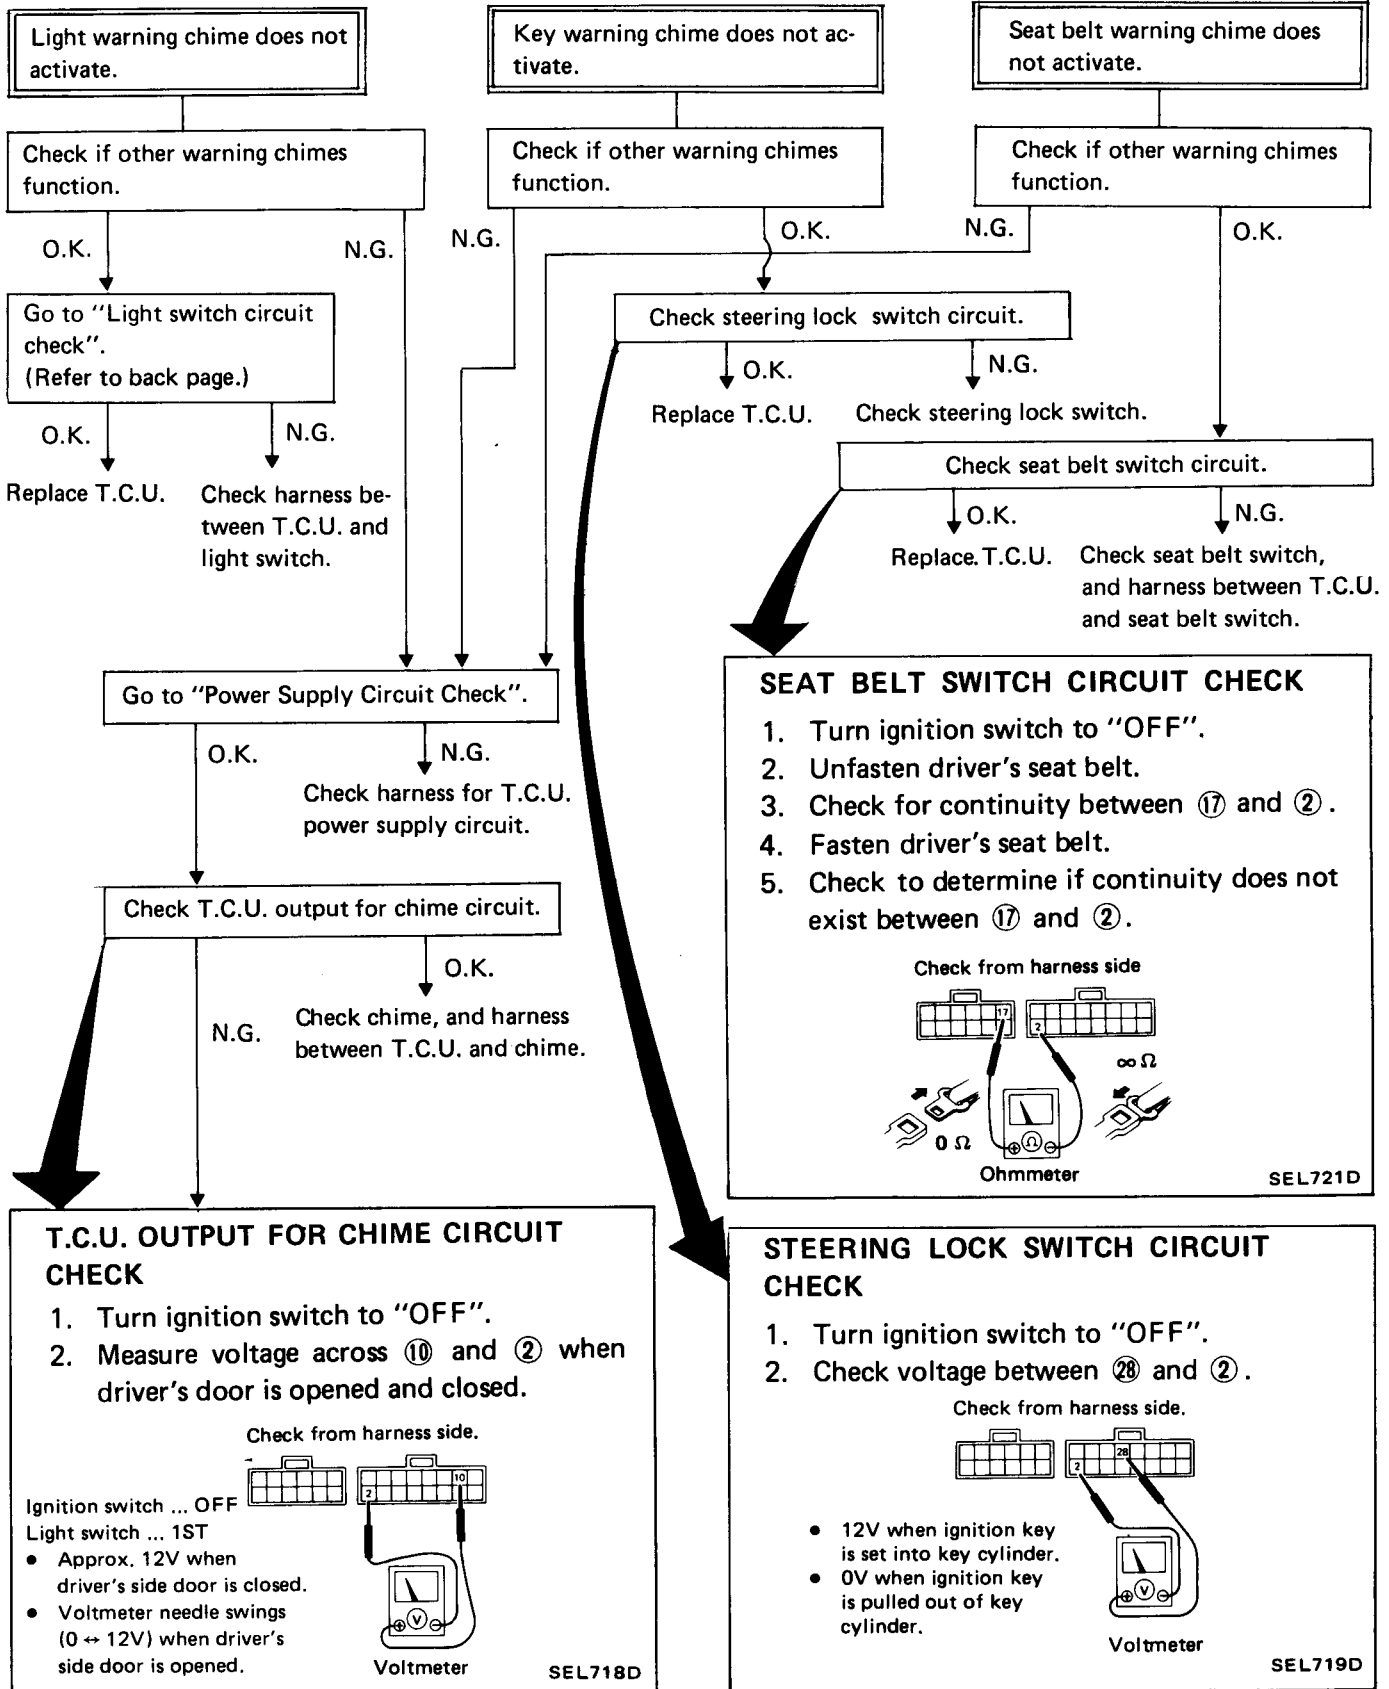 Light warning chime does not
activate.
Key warning chime does not ac-
tivate.
Seat belt warning chime does
not activate.
Check if other warning chimes
function.
Check if other warning chimes
function.
Check if other warning chimes
function.
O.K.
N.G.
N.G.
O.K.
N.G.
O.K.
Go to "Light switch circuit
check".
(Refer to back page.)
Check steering lock switch circuit.
O.K.
N.G.
O.K.
N.G.
Replace T.C.U.
Check steering lock switch.
Replace T.C.U.
Check harness be-
tween T.C.U. and
light switch.
Check seat belt switch circuit.
O.K.
N.G.
Replace.T.C.U.
Check seat belt switch,
and harness between T.C.U.
and seat belt switch.
Go to "Power Supply Circuit Check".
O.K.
N.G.
Check harness for T.C.U.
power supply circuit.
Check T.C.U. output for chime circuit.
O.K.
N.G.
Check chime, and harness
between T.C.U. and chime.
SEAT BELT SWITCH CIRCUIT CHECK
1. Turn ignition switch to "OFF".
2. Unfasten driver's seat belt.
3. Check for continuity between ⑰ and ②.
4. Fasten driver's seat belt.
5. Check to determine if continuity does not
exist between ⑰ and ②.
Check from harness side
17
2
∞ Ω
0 Ω
⊕ Ω ⊖
Ohmmeter
SEL721D
T.C.U. OUTPUT FOR CHIME CIRCUIT
CHECK
1. Turn ignition switch to "OFF".
2. Measure voltage across ⑩ and ② when
driver's door is opened and closed.
Check from harness side.
10
2
Ignition switch ... OFF
Light switch ... 1ST
● Approx. 12V when
driver's side door is closed.
● Voltmeter needle swings
(0 ↔ 12V) when driver's
side door is opened.
⊕ V ⊖
Voltmeter
SEL718D
STEERING LOCK SWITCH CIRCUIT
CHECK
1. Turn ignition switch to "OFF".
2. Check voltage between ㉘ and ②.
Check from harness side.
28
2
● 12V when ignition key
is set into key cylinder.
● 0V when ignition key
is pulled out of key
cylinder.
⊕ V ⊖
Voltmeter
SEL719D